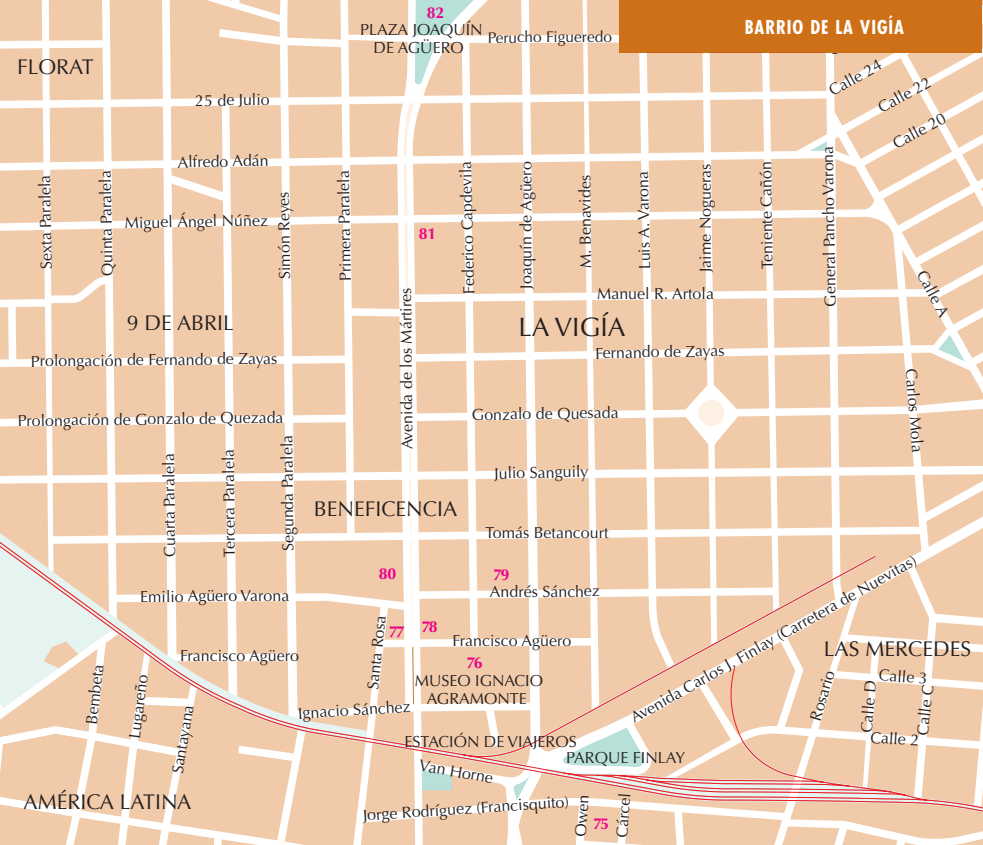 BARRIO DE LA VIGÍA
82
PLAZA JOAQUÍN
DE AGÜERO
Perucho Figueredo
FLORAT
Calle 24
Calle 22
Calle 20
25 de Julio
Alfredo Adán
Sexta Paralela
Quinta Paralela
Miguel Ángel Núñez
Simón Reyes
Primera Paralela
81
Federico Capdevila
Joaquín de Agüero
M. Benavides
Luis A. Varona
Jaime Nogueras
Teniente Cañón
General Pancho Varona
Calle A
Manuel R. Artola
9 DE ABRIL
LA VIGÍA
Avenida de los Mártires
Prolongación de Fernando de Zayas
Fernando de Zayas
Carlos Mola
Prolongación de Gonzalo de Quezada
Gonzalo de Quesada
Cuarta Paralela
Tercera Paralela
Segunda Paralela
Julio Sanguily
BENEFICENCIA
Tomás Betancourt
80
79
Emilio Agüero Varona
Andrés Sánchez
Santa Rosa
77
78
Francisco Agüero
Francisco Agüero
76
MUSEO IGNACIO
AGRAMONTE
Avenida Carlos J. Finlay (Carretera de Nuevitas)
LAS MERCEDES
Rosario
Calle D
Calle 3
Calle C
Calle 2
Bembeta
Lugareño
Santayana
Ignacio Sánchez
ESTACIÓN DE VIAJEROS
PARQUE FINLAY
Van Horne
AMÉRICA LATINA
Jorge Rodríguez (Francisquito)
Owen
75
Cárcel